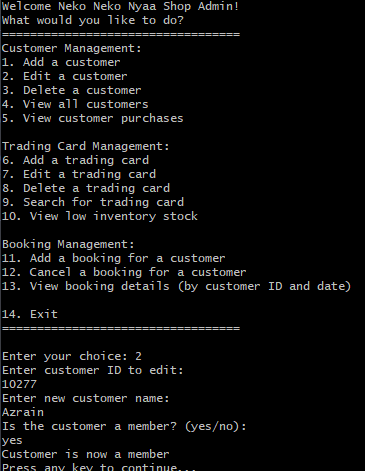 Welcome Neko Neko Nyaa Shop Admin!
What would you like to do?
==================================
Customer Management:
1. Add a customer
2. Edit a customer
3. Delete a customer
4. View all customers
5. View customer purchases
Trading Card Management:
6. Add a trading card
7. Edit a trading card
8. Delete a trading card
9. Search for trading card
10. View low inventory stock
Booking Management:
11. Add a booking for a customer
12. Cancel a booking for a customer
13. View booking details (by customer ID and date)
14. Exit
==================================
Enter your choice: 2
Enter customer ID to edit:
10277
Enter new customer name:
Azrain
Is the customer a member? (yes/no):
yes
Customer is now a member
Press any key to continue...